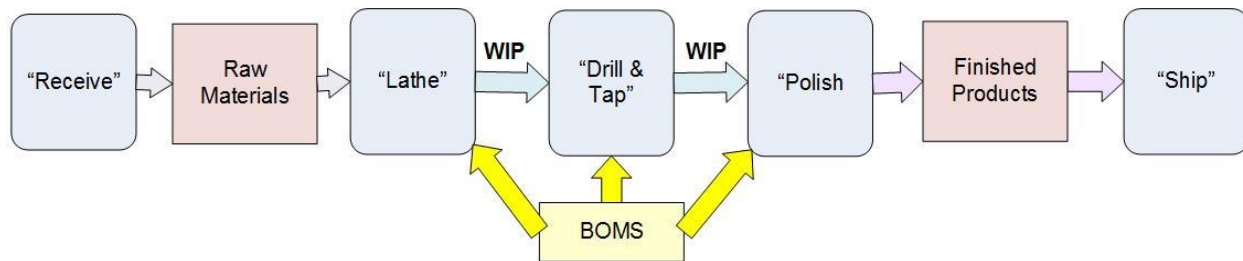 “Receive”
Raw
Materials
“Lathe”
WIP
“Drill &
Tap”
WIP
“Polish
Finished
Products
“Ship”
BOMS